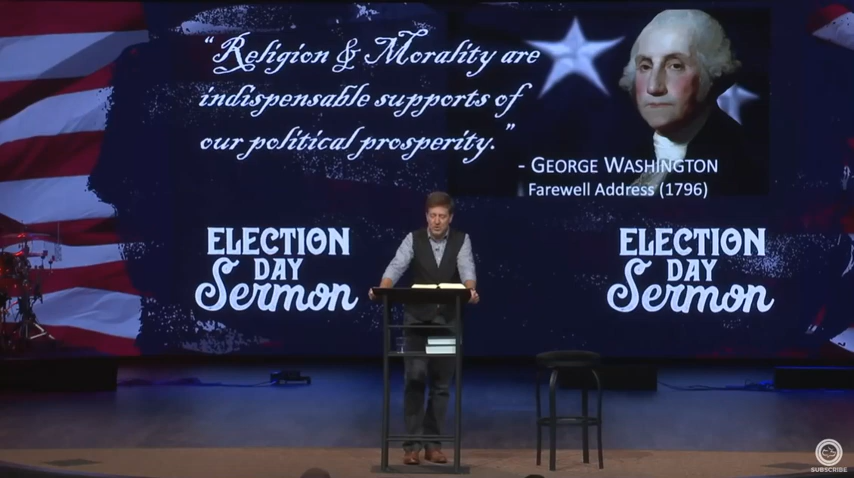 “Religion & Morality are
indispensable supports of
our political prosperity.”
- GEORGE WASHINGTON
Farewell Address (1796)
ELECTION
DAY
Sermon
ELECTION
DAY
Sermon
SUBSCRIBE